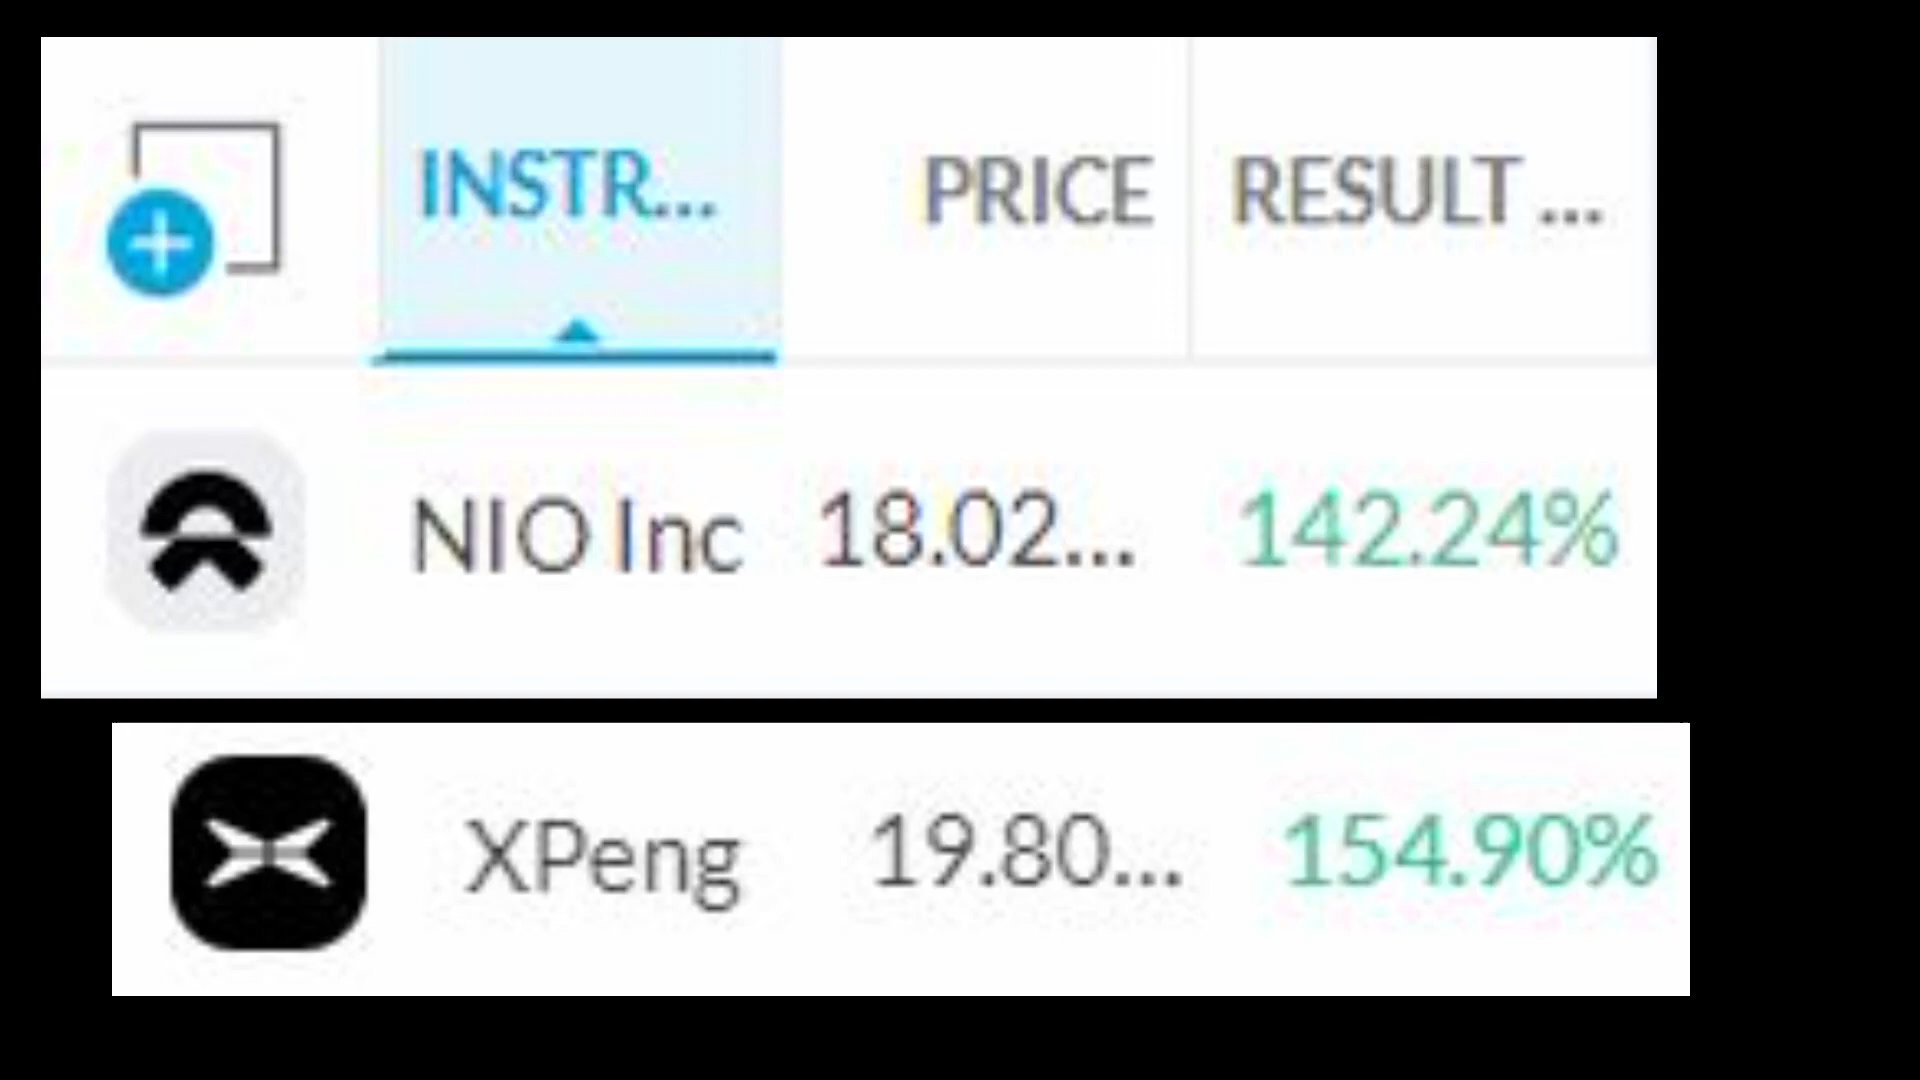 INSTR... PRICE RESULT ...
NIO Inc 18.02... 142.24%
XPeng 19.80... 154.90%